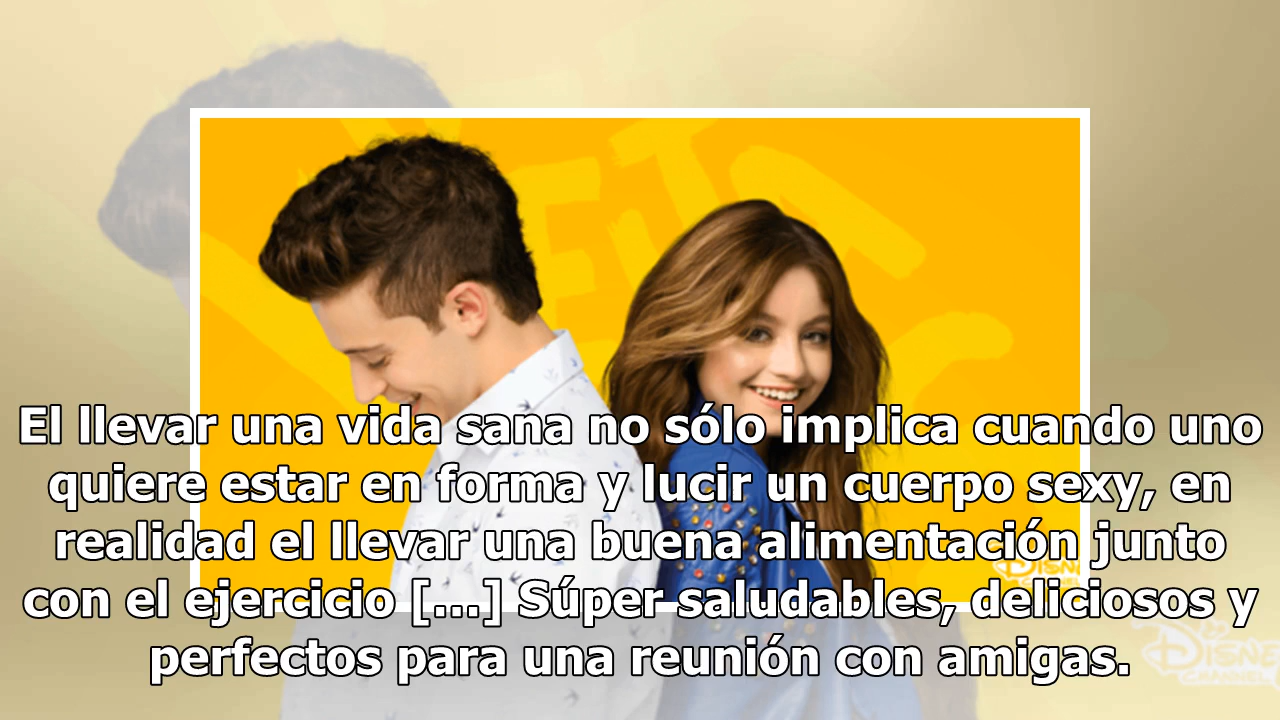 El llevar una vida sana no sólo implica cuando uno
quiere estar en forma y lucir un cuerpo sexy, en
realidad el llevar una buena alimentación junto
con el ejercicio [...] Súper saludables, deliciosos y
perfectos para una reunión con amigas.
Disney
Channel